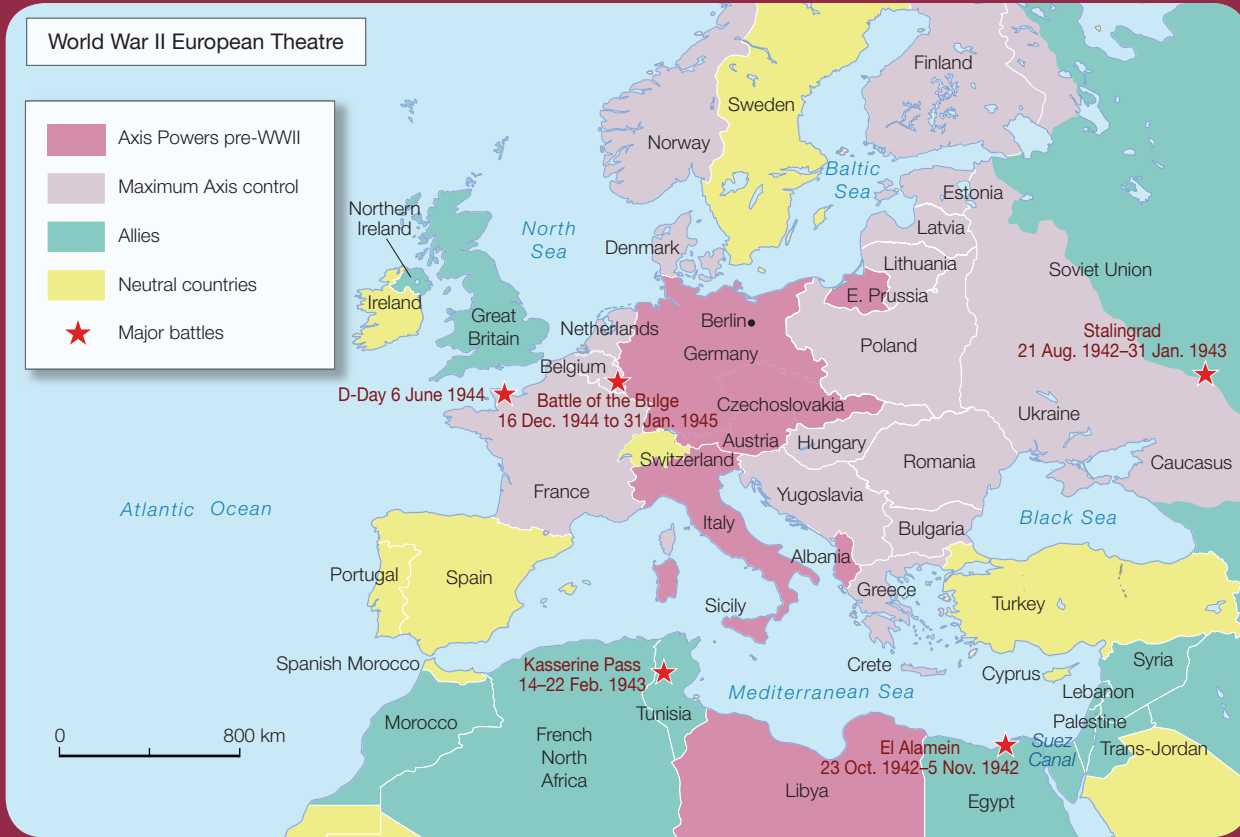 World War II European Theatre
Axis Powers pre-WWII
Maximum Axis control
Allies
Neutral countries
Major battles
Finland
Sweden
Norway
Baltic
Sea
Estonia
Northern
Ireland
North
Sea
Latvia
Denmark
Lithuania
Soviet Union
E. Prussia
Ireland
Great
Britain
Netherlands
Berlin
Germany
Poland
Stalingrad
21 Aug. 1942–31 Jan. 1943
Belgium
D-Day 6 June 1944
Battle of the Bulge
16 Dec. 1944 to 31Jan. 1945
Czechoslovakia
Ukraine
Austria
Hungary
Switzerland
Romania
Caucasus
France
Yugoslavia
Atlantic Ocean
Italy
Bulgaria
Black Sea
Albania
Portugal
Spain
Greece
Turkey
Sicily
Spanish Morocco
Kasserine Pass
14–22 Feb. 1943
Crete
Cyprus
Syria
Mediterranean Sea
Lebanon
Morocco
Tunisia
Palestine
0
800 km
French
North
Africa
El Alamein
23 Oct. 1942–5 Nov. 1942
Suez
Canal
Trans-Jordan
Libya
Egypt